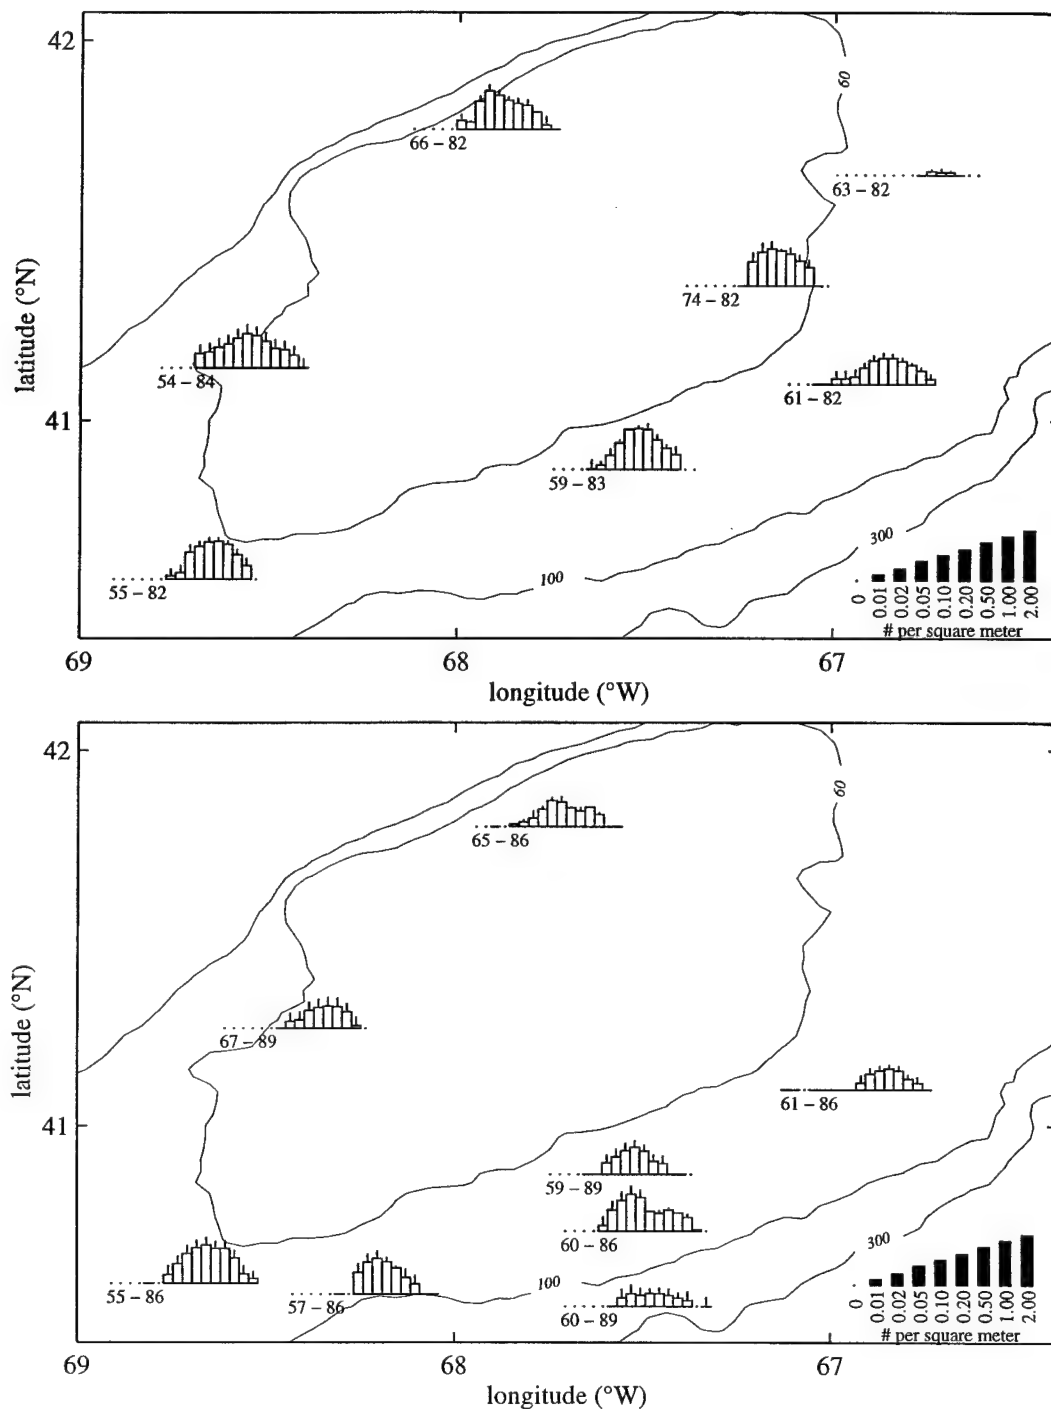 42
60
66 – 82
63 – 82
74 – 82
latitude (°N)
54 – 84
61 – 82
41
59 – 83
300
100
55 – 82
0
0.01
0.02
0.05
0.10
0.20
0.50
1.00
2.00
# per square meter
69
68
67
longitude (°W)
42
60
65 – 86
latitude (°N)
67 – 89
61 – 86
41
59 – 89
60 – 86
300
100
55 – 86
57 – 86
60 – 89
0
0.01
0.02
0.05
0.10
0.20
0.50
1.00
2.00
# per square meter
69
68
67
longitude (°W)